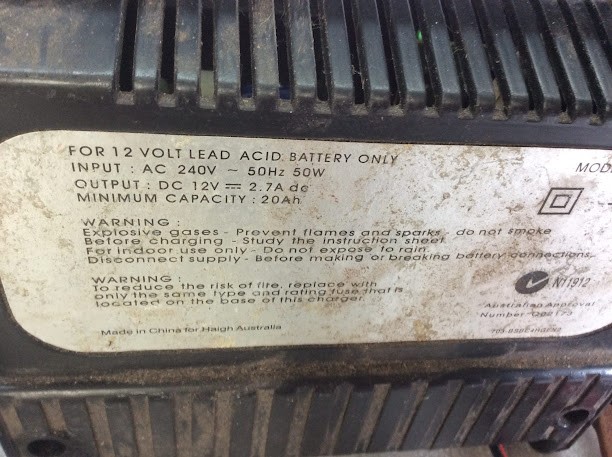 FOR 12 VOLT LEAD ACID BATTERY ONLY
INPUT : AC 240V ~ 50Hz 50W
OUTPUT : DC 12V ⎓ 2.7A dc
MINIMUM CAPACITY : 20Ah
MOD
WARNING :
Explosive gases - Prevent flames and sparks - do not smoke
Before charging - Study the instruction sheet
For indoor use only - Do not expose to rain.
Disconnect supply - Before making or breaking battery connections.
WARNING :
To reduce the risk of fire, replace with
only the same type and rating fuse that is
located on the base of this charger.
N11912
Australian Approval
Number
Made in China for Haigh Australia